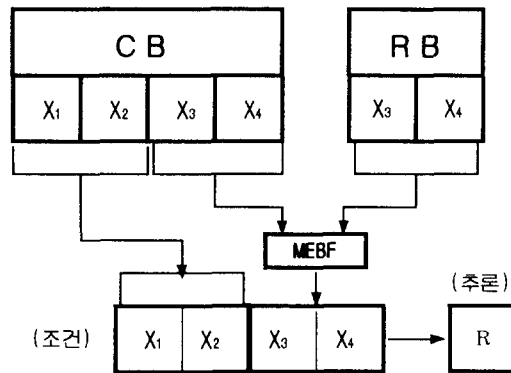 C B
R B
X₁ X₂ X₃ X₄
X₃ X₄
MEBF
(추론)
(조건)
X₁ X₂ X₃ X₄
R